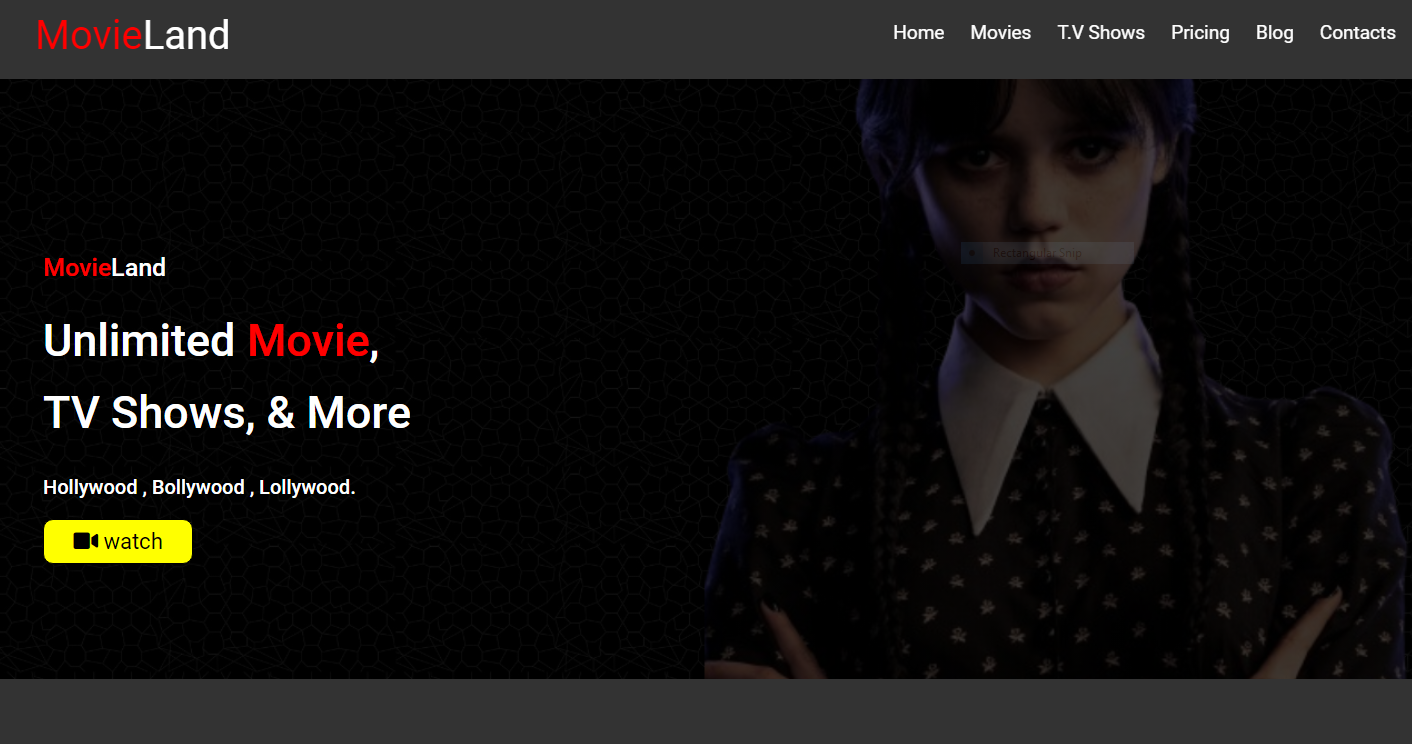 MovieLand
Home Movies T.V Shows Pricing Blog Contacts
Rectangular Snip
MovieLand
Unlimited Movie,
TV Shows, & More
Hollywood , Bollywood , Lollywood.
watch